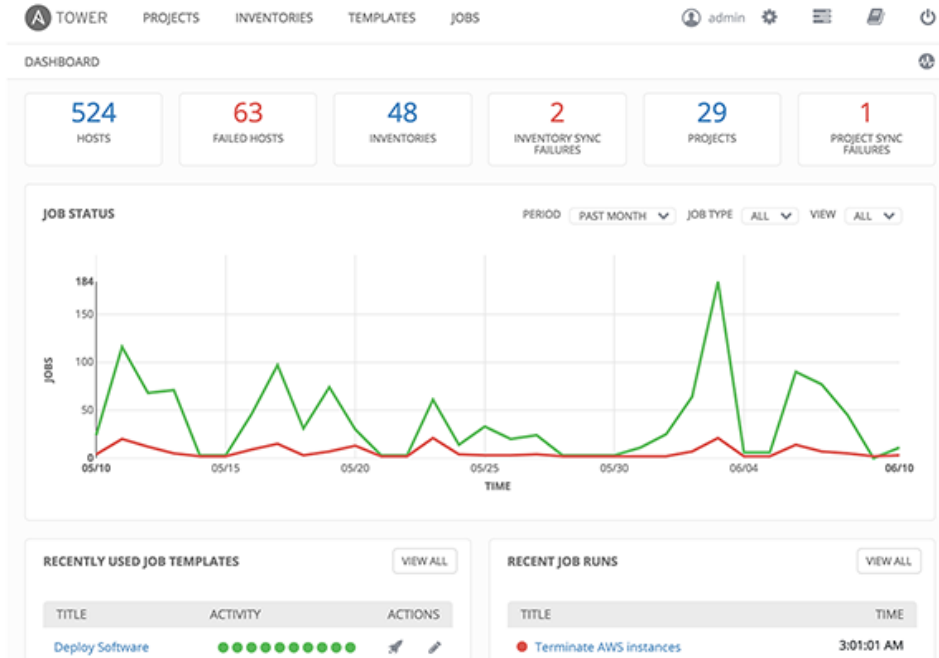 A TOWER PROJECTS INVENTORIES TEMPLATES JOBS admin
DASHBOARD
524 63 48 2 29 1
HOSTS FAILED HOSTS INVENTORIES INVENTORY SYNC PROJECTS PROJECT SYNC
FAILURES FAILURES
JOB STATUS PERIOD PAST MONTH JOB TYPE ALL VIEW ALL
184
150
100
50
0
JOBS
05/10 05/15 05/20 05/25 05/30 06/04 06/10
TIME
RECENTLY USED JOB TEMPLATES VIEW ALL
TITLE ACTIVITY ACTIONS
Deploy Software
RECENT JOB RUNS VIEW ALL
TITLE TIME
Terminate AWS instances 3:01:01 AM